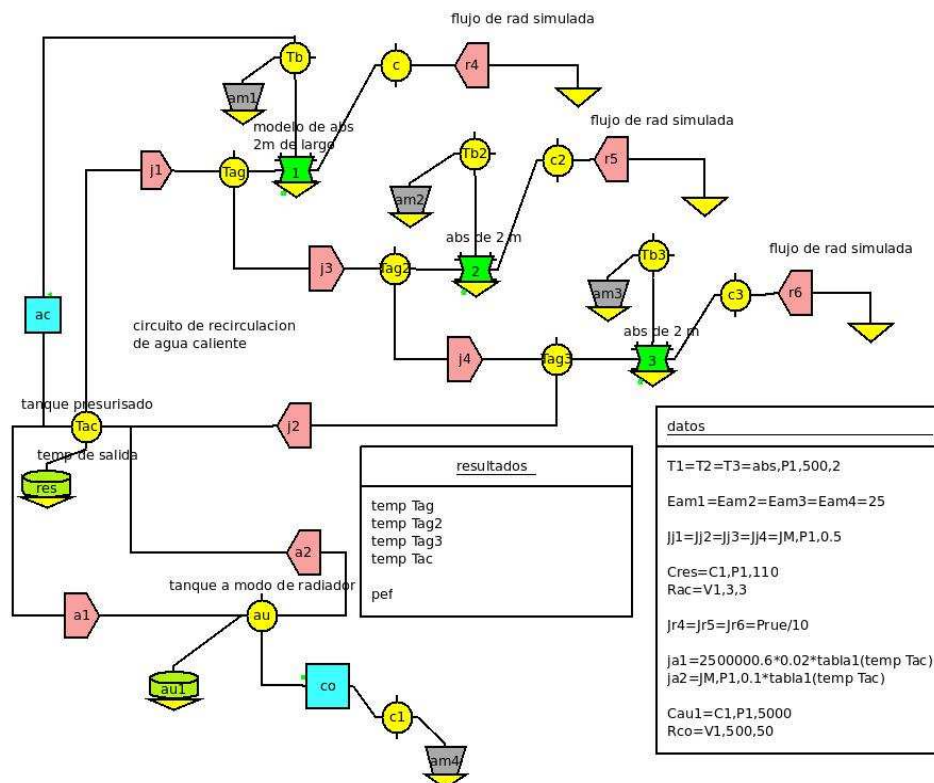 flujo de rad simulada
Tb
c
r4
am1
modelo de abs
2m de largo
flujo de rad simulada
j1
Tag
1
Tb2
c2
r5
am2
abs de 2 m
flujo de rad simulada
j3
Tag2
2
Tb3
c3
r6
am3
abs de 2 m
ac
circuito de recirculacion
de agua caliente
j4
Tag3
3
tanque presurisado
Tac
j2
temp de salida
res
resultados
temp Tag
temp Tag2
temp Tag3
temp Tac
pef
datos
T1=T2=T3=abs,P1,500,2
Eam1=Eam2=Eam3=Eam4=25
Jj1=Jj2=Jj3=Jj4=JM,P1,0.5
Cres=C1,P1,110
Rac=V1,3,3
Jr4=Jr5=Jr6=Prue/10
ja1=2500000.6*0.02*tabla1(temp Tac)
ja2=JM,P1,0.1*tabla1(temp Tac)
Cau1=C1,P1,5000
Rco=V1,500,50
a2
tanque a modo de radiador
a1
au
au1
co
c1
am4